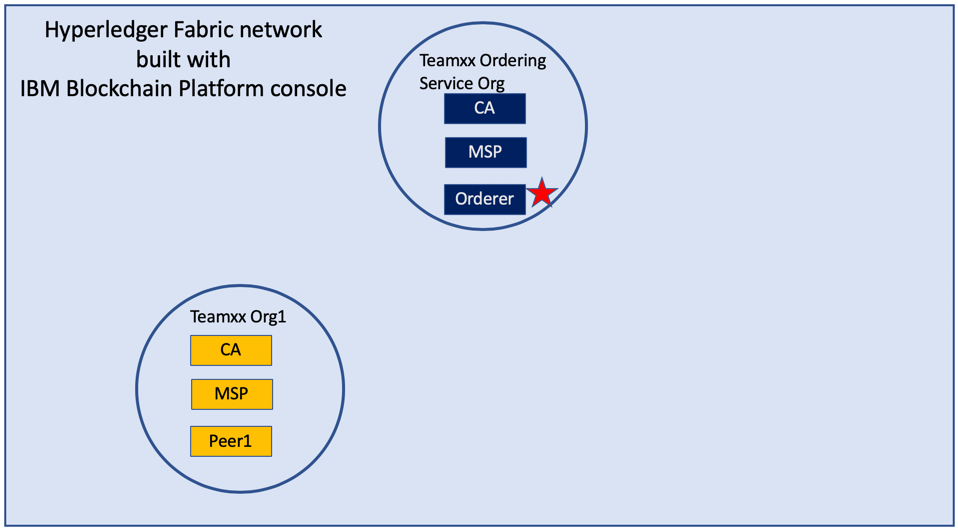 Hyperledger Fabric network
built with
IBM Blockchain Platform console
Teamxx Ordering
Service Org
CA
MSP
Orderer
Teamxx Org1
CA
MSP
Peer1